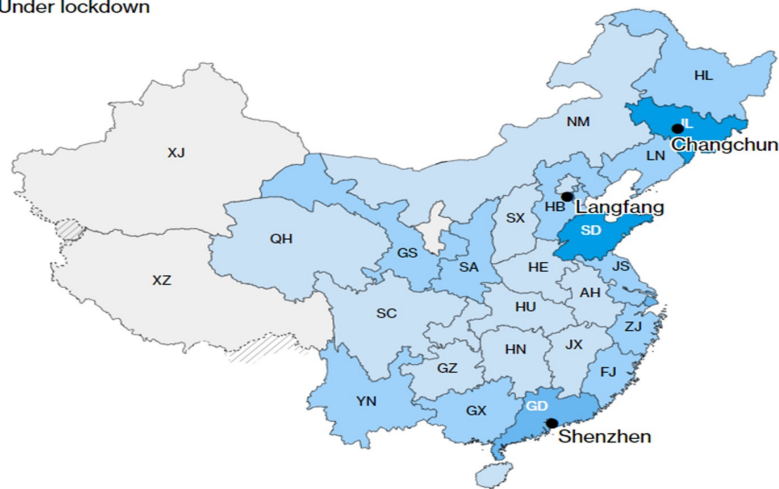 Under lockdown
HL
XJ
NM
JL
Changchun
LN
HB
Langfang
SX
SD
QH
GS
SA
HE
JS
XZ
AH
SC
HU
ZJ
HN
JX
GZ
FJ
YN
GX
GD
Shenzhen